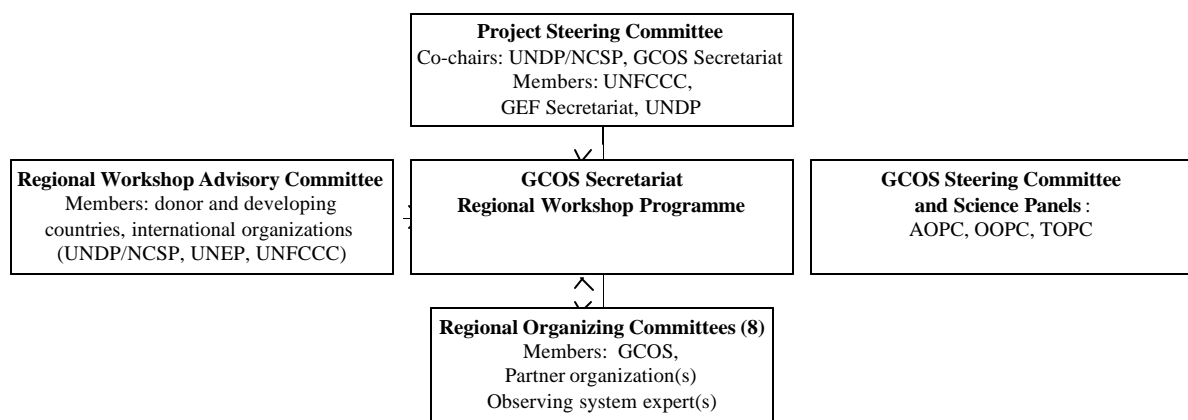 Project Steering Committee
Co-chairs: UNDP/NCSP, GCOS Secretariat
Members: UNFCCC,
GEF Secretariat, UNDP
Regional Workshop Advisory Committee
Members: donor and developing
countries, international organizations
(UNDP/NCSP, UNEP, UNFCCC)
GCOS Secretariat
Regional Workshop Programme
GCOS Steering Committee
and Science Panels :
AOPC, OOPC, TOPC
Regional Organizing Committees (8)
Members: GCOS,
Partner organization(s)
Observing system expert(s)